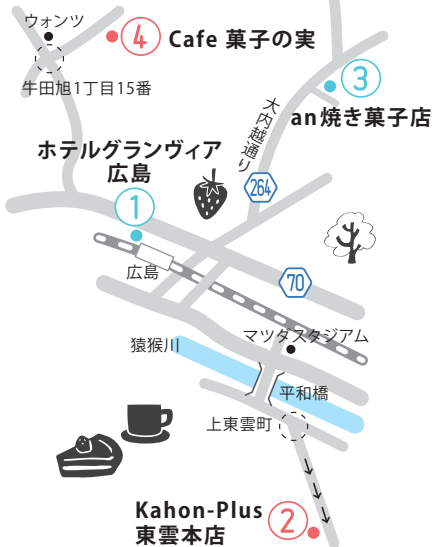 ウォンツ
④ Cafe 菓子の実
牛田旭1丁目15番
③
an焼き菓子店
大内越通り
ホテルグランヴィア
広島
264
①
広島
70
マツダスタジアム
猿猴川
平和橋
上東雲町
Kahon-Plus
東雲本店
②